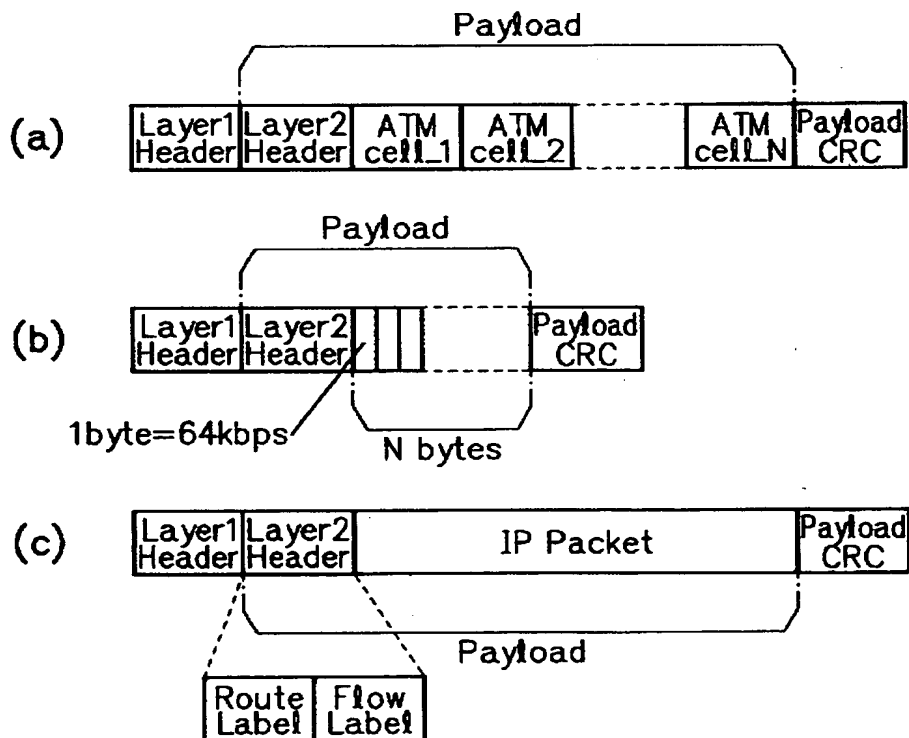 Payload
(a)
Layer1 Header
Layer2 Header
ATM cell_1
ATM cell_2
ATM cell_N
Payload CRC
Payload
(b)
Layer1 Header
Layer2 Header
Payload CRC
1byte=64kbps
N bytes
(c)
Layer1 Header
Layer2 Header
IP Packet
Payload CRC
Payload
Route Label
Flow Label